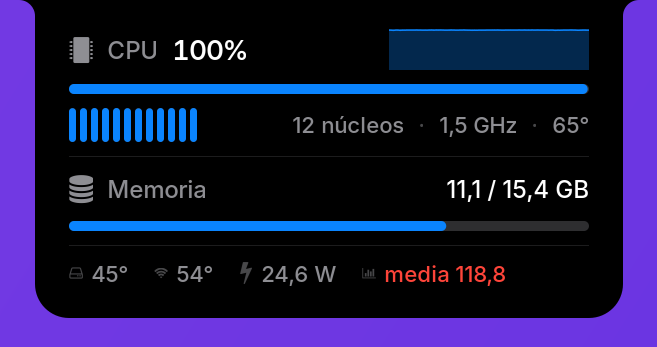 CPU 100%
12 núcleos · 1,5 GHz · 65°
Memoria 11,1 / 15,4 GB
45° 54° 24,6 W media 118,8